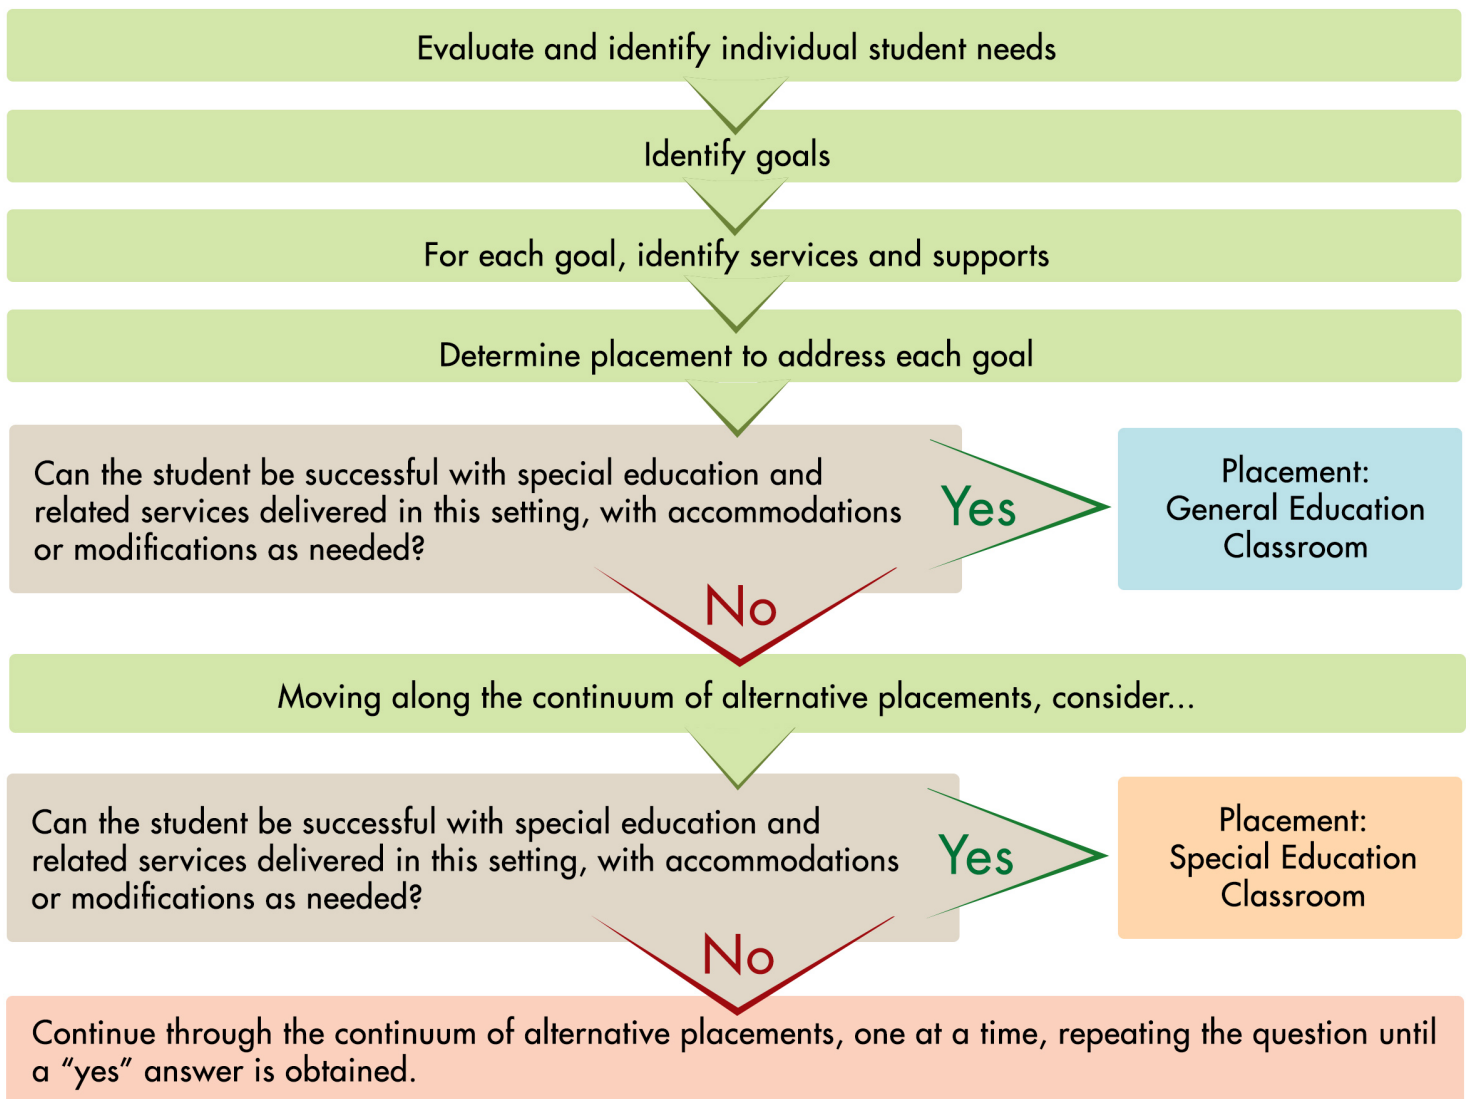 Evaluate and identify individual student needs
Identify goals
For each goal, identify services and supports
Determine placement to address each goal
Can the student be successful with special education and
related services delivered in this setting, with accommodations
or modifications as needed?
Yes
Placement:
General Education
Classroom
No
Moving along the continuum of alternative placements, consider...
Can the student be successful with special education and
related services delivered in this setting, with accommodations
or modifications as needed?
Yes
Placement:
Special Education
Classroom
No
Continue through the continuum of alternative placements, one at a time, repeating the question until
a “yes” answer is obtained.